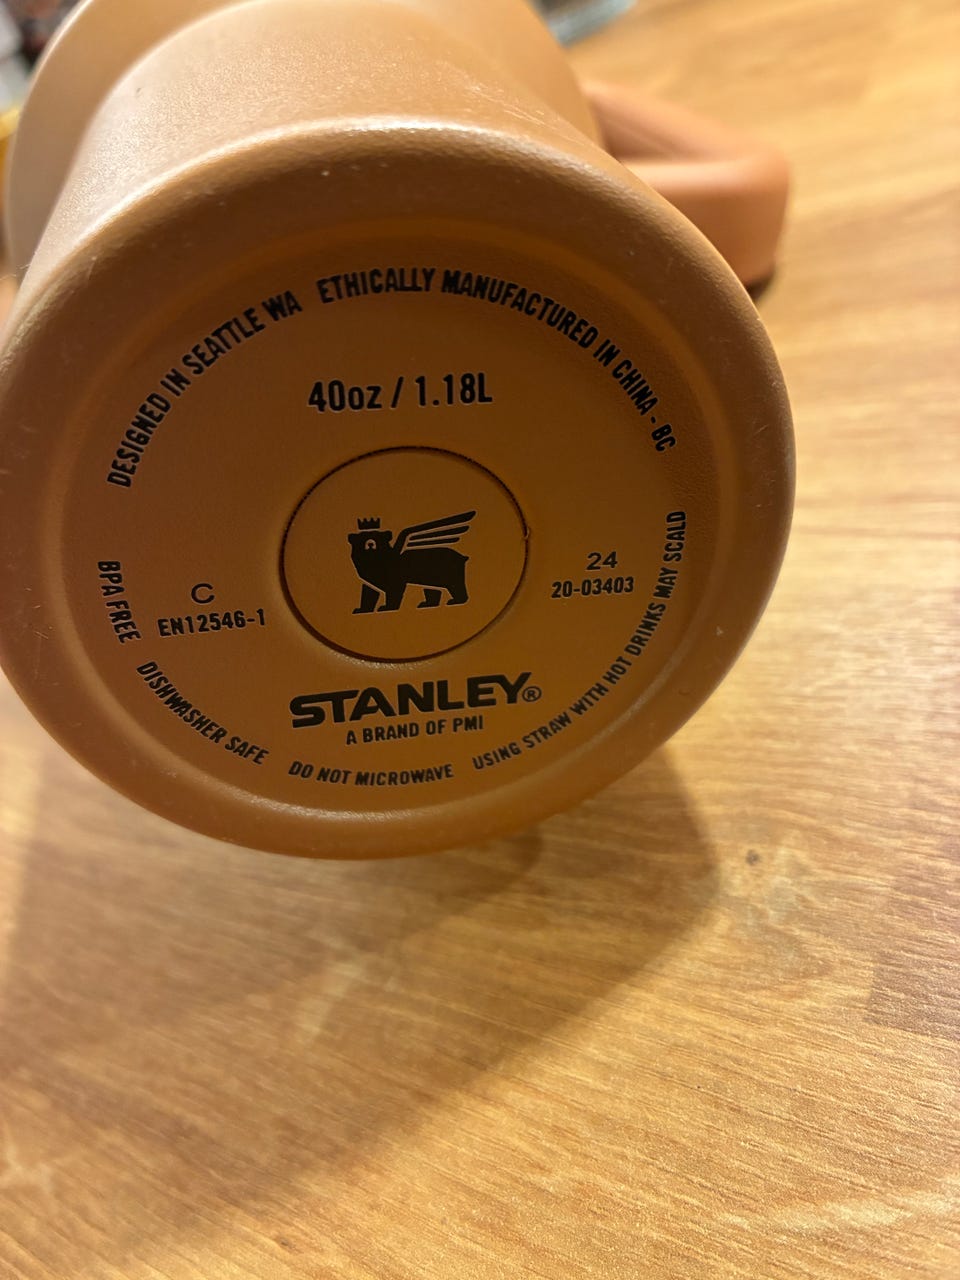 DESIGNED IN SEATTLE WA ETHICALLY MANUFACTURED IN CHINA - BC
40oz / 1.18L
C
EN12546-1
24
20-03403
STANLEY®
A BRAND OF PMI
BPA FREE DISHWASHER SAFE DO NOT MICROWAVE USING STRAW WITH HOT DRINKS MAY SCALD